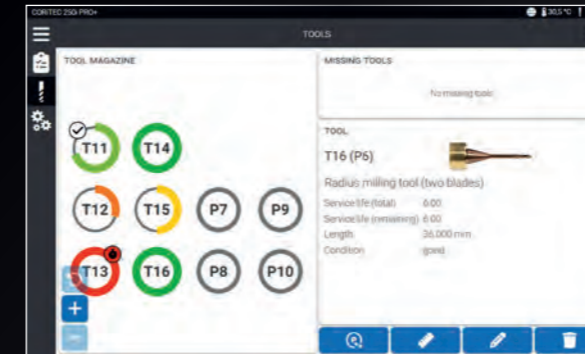 CORiTEC 250i PRO+
30,5 °C
TOOLS
TOOL MAGAZINE
T11
T14
T12
T15
P7
P9
T13
T16
P8
P10
MISSING TOOLS
No missing tools
TOOL
T16 (P6)
Radius milling tool (two blades)
Service life (total) 6:00
Service life (remaining) 6:00
Length 36,000 mm
Condition good